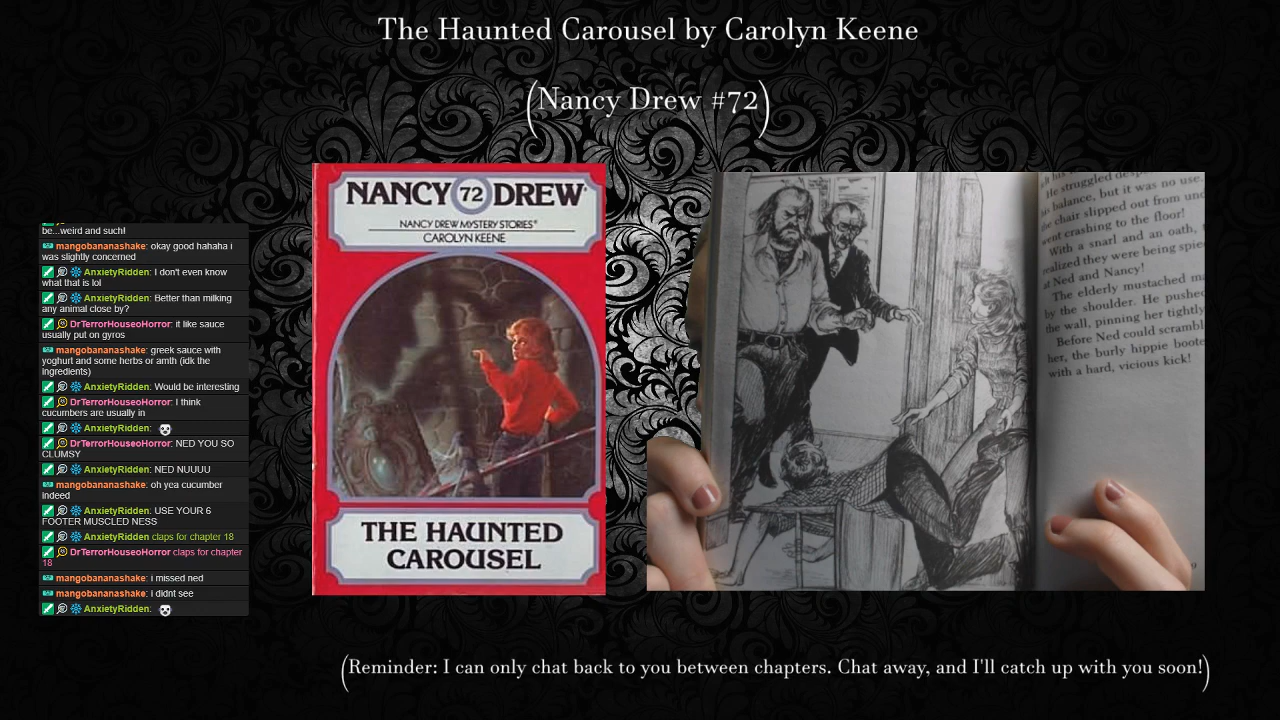 The Haunted Carousel by Carolyn Keene
(Nancy Drew #72)
be...weird and such!
mangobananashake: okay good hahaha i
was slightly concerned
AnxietyRidden: I don't even know
what that is lol
AnxietyRidden: Better than milking
any animal close by?
DrTerrorHouseoHorror: it like sauce
usually put on gyros
mangobananashake: greek sauce with
yoghurt and some herbs or amth (idk the
ingredients)
AnxietyRidden: Would be interesting
DrTerrorHouseoHorror: I think
cucumbers are usually in
AnxietyRidden:
DrTerrorHouseoHorror: NED YOU SO
CLUMSY
AnxietyRidden: NED NUUUU
mangobananashake: oh yea cucumber
indeed
AnxietyRidden: USE YOUR 6
FOOTER MUSCLED NESS
AnxietyRidden claps for chapter 18
DrTerrorHouseoHorror claps for chapter
18
mangobananashake: i missed ned
mangobananashake: i didnt see
AnxietyRidden:
NANCY 72 DREW
NANCY DREW MYSTERY STORIES®
CAROLYN KEENE
THE HAUNTED
CAROUSEL
He struggled
balance, but it was no use.
the chair slipped out from
went crashing to the floor!
With a snarl and an oath,
realized they were being
at Ned and Nancy!
The elderly mustached
by the shoulder. He pushed
the wall, pinning her tightly
Before Ned could
her, the burly hippie
with a hard, vicious kick!
(Reminder: I can only chat back to you between chapters. Chat away, and I'll catch up with you soon!)